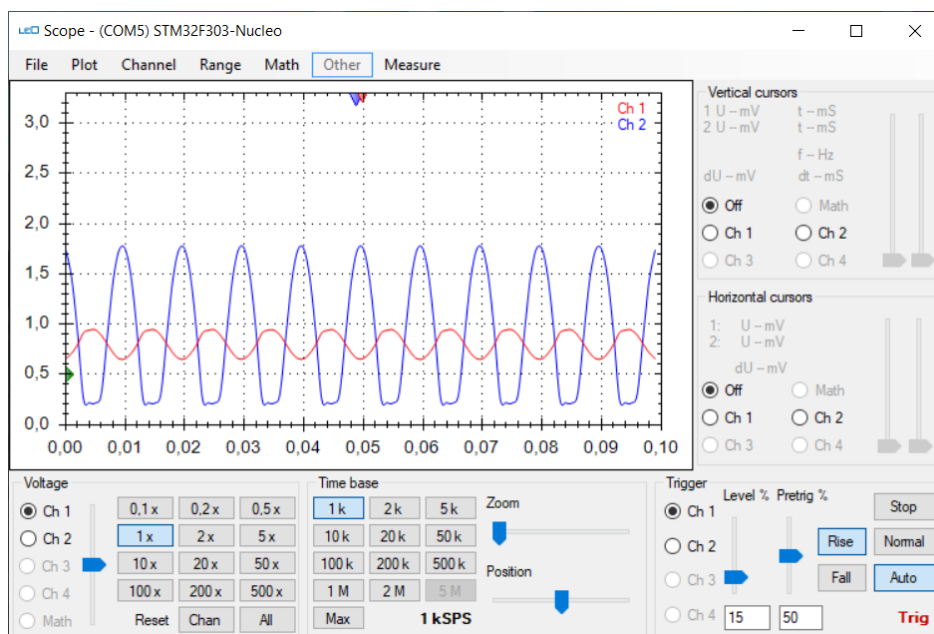 LEO Scope - (COM5) STM32F303-Nucleo
File Plot Channel Range Math Other Measure
Ch 1
Ch 2
3,0
2,5
2,0
1,5
1,0
0,5
0,0
0,00 0,01 0,02 0,03 0,04 0,05 0,06 0,07 0,08 0,09 0,10
Vertical cursors
1 U -- mV t -- mS
2 U -- mV t -- mS
f -- Hz
dU -- mV dt -- mS
Off Math
Ch 1 Ch 2
Ch 3 Ch 4
Horizontal cursors
1: U -- mV
2: U -- mV
dU -- mV
Off Math
Ch 1 Ch 2
Ch 3 Ch 4
Voltage
Ch 1 0,1 x 0,2 x 0,5 x
Ch 2 1 x 2 x 5 x
Ch 3 10 x 20 x 50 x
Ch 4 100 x 200 x 500 x
Math Reset Chan All
Time base
1 k 2 k 5 k
10 k 20 k 50 k
100 k 200 k 500 k
1 M 2 M 5 M
Max 1 kSPS
Zoom
Position
Trigger
Level % Pretrig %
Ch 1 Stop
Ch 2 Rise Normal
Ch 3 Fall Auto
Ch 4 15 50 Trig